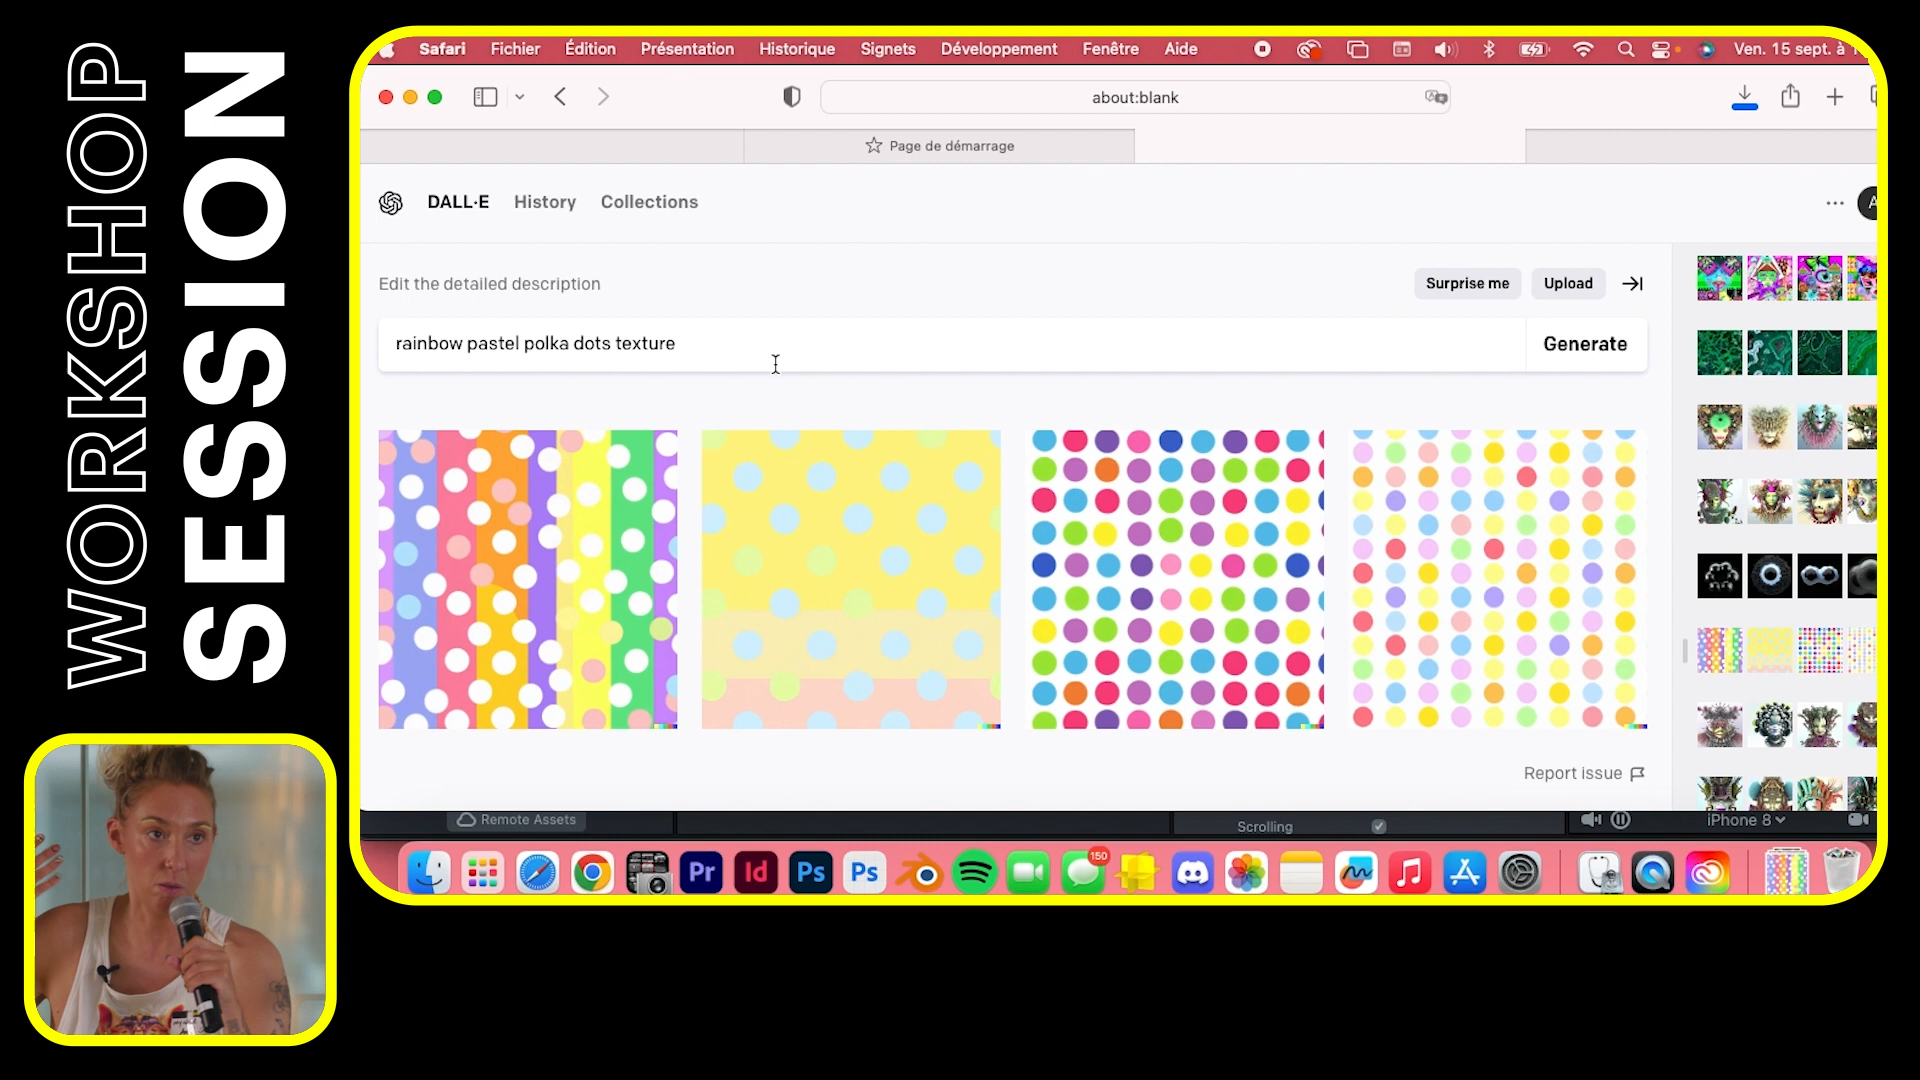 WORKSHOP
SESSION
Safari Fichier Édition Présentation Historique Signets Développement Fenêtre Aide Ven. 15 sept. à
about:blank
Page de démarrage
DALL·E History Collections
Edit the detailed description Surprise me Upload
rainbow pastel polka dots texture Generate
Report issue
Remote Assets Scrolling iPhone 8
150
Pr Id Ps Ps